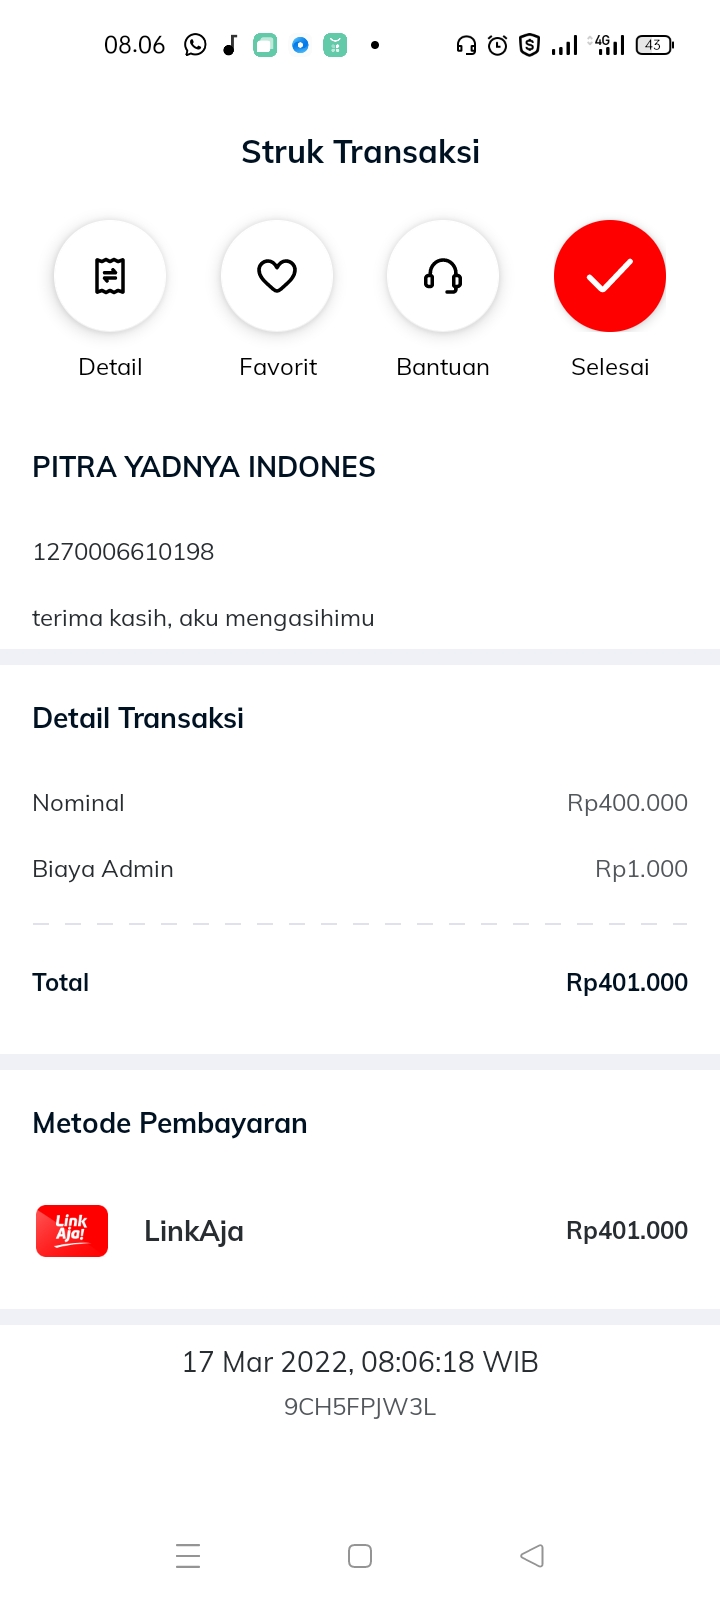 08.06
4G
43
Struk Transaksi
Detail Favorit Bantuan Selesai
PITRA YADNYA INDONES
1270006610198
terima kasih, aku mengasihimu
Detail Transaksi
Nominal Rp400.000
Biaya Admin Rp1.000
Total Rp401.000
Metode Pembayaran
Link
Aja!
LinkAja Rp401.000
17 Mar 2022, 08:06:18 WIB
9CH5FPJW3L